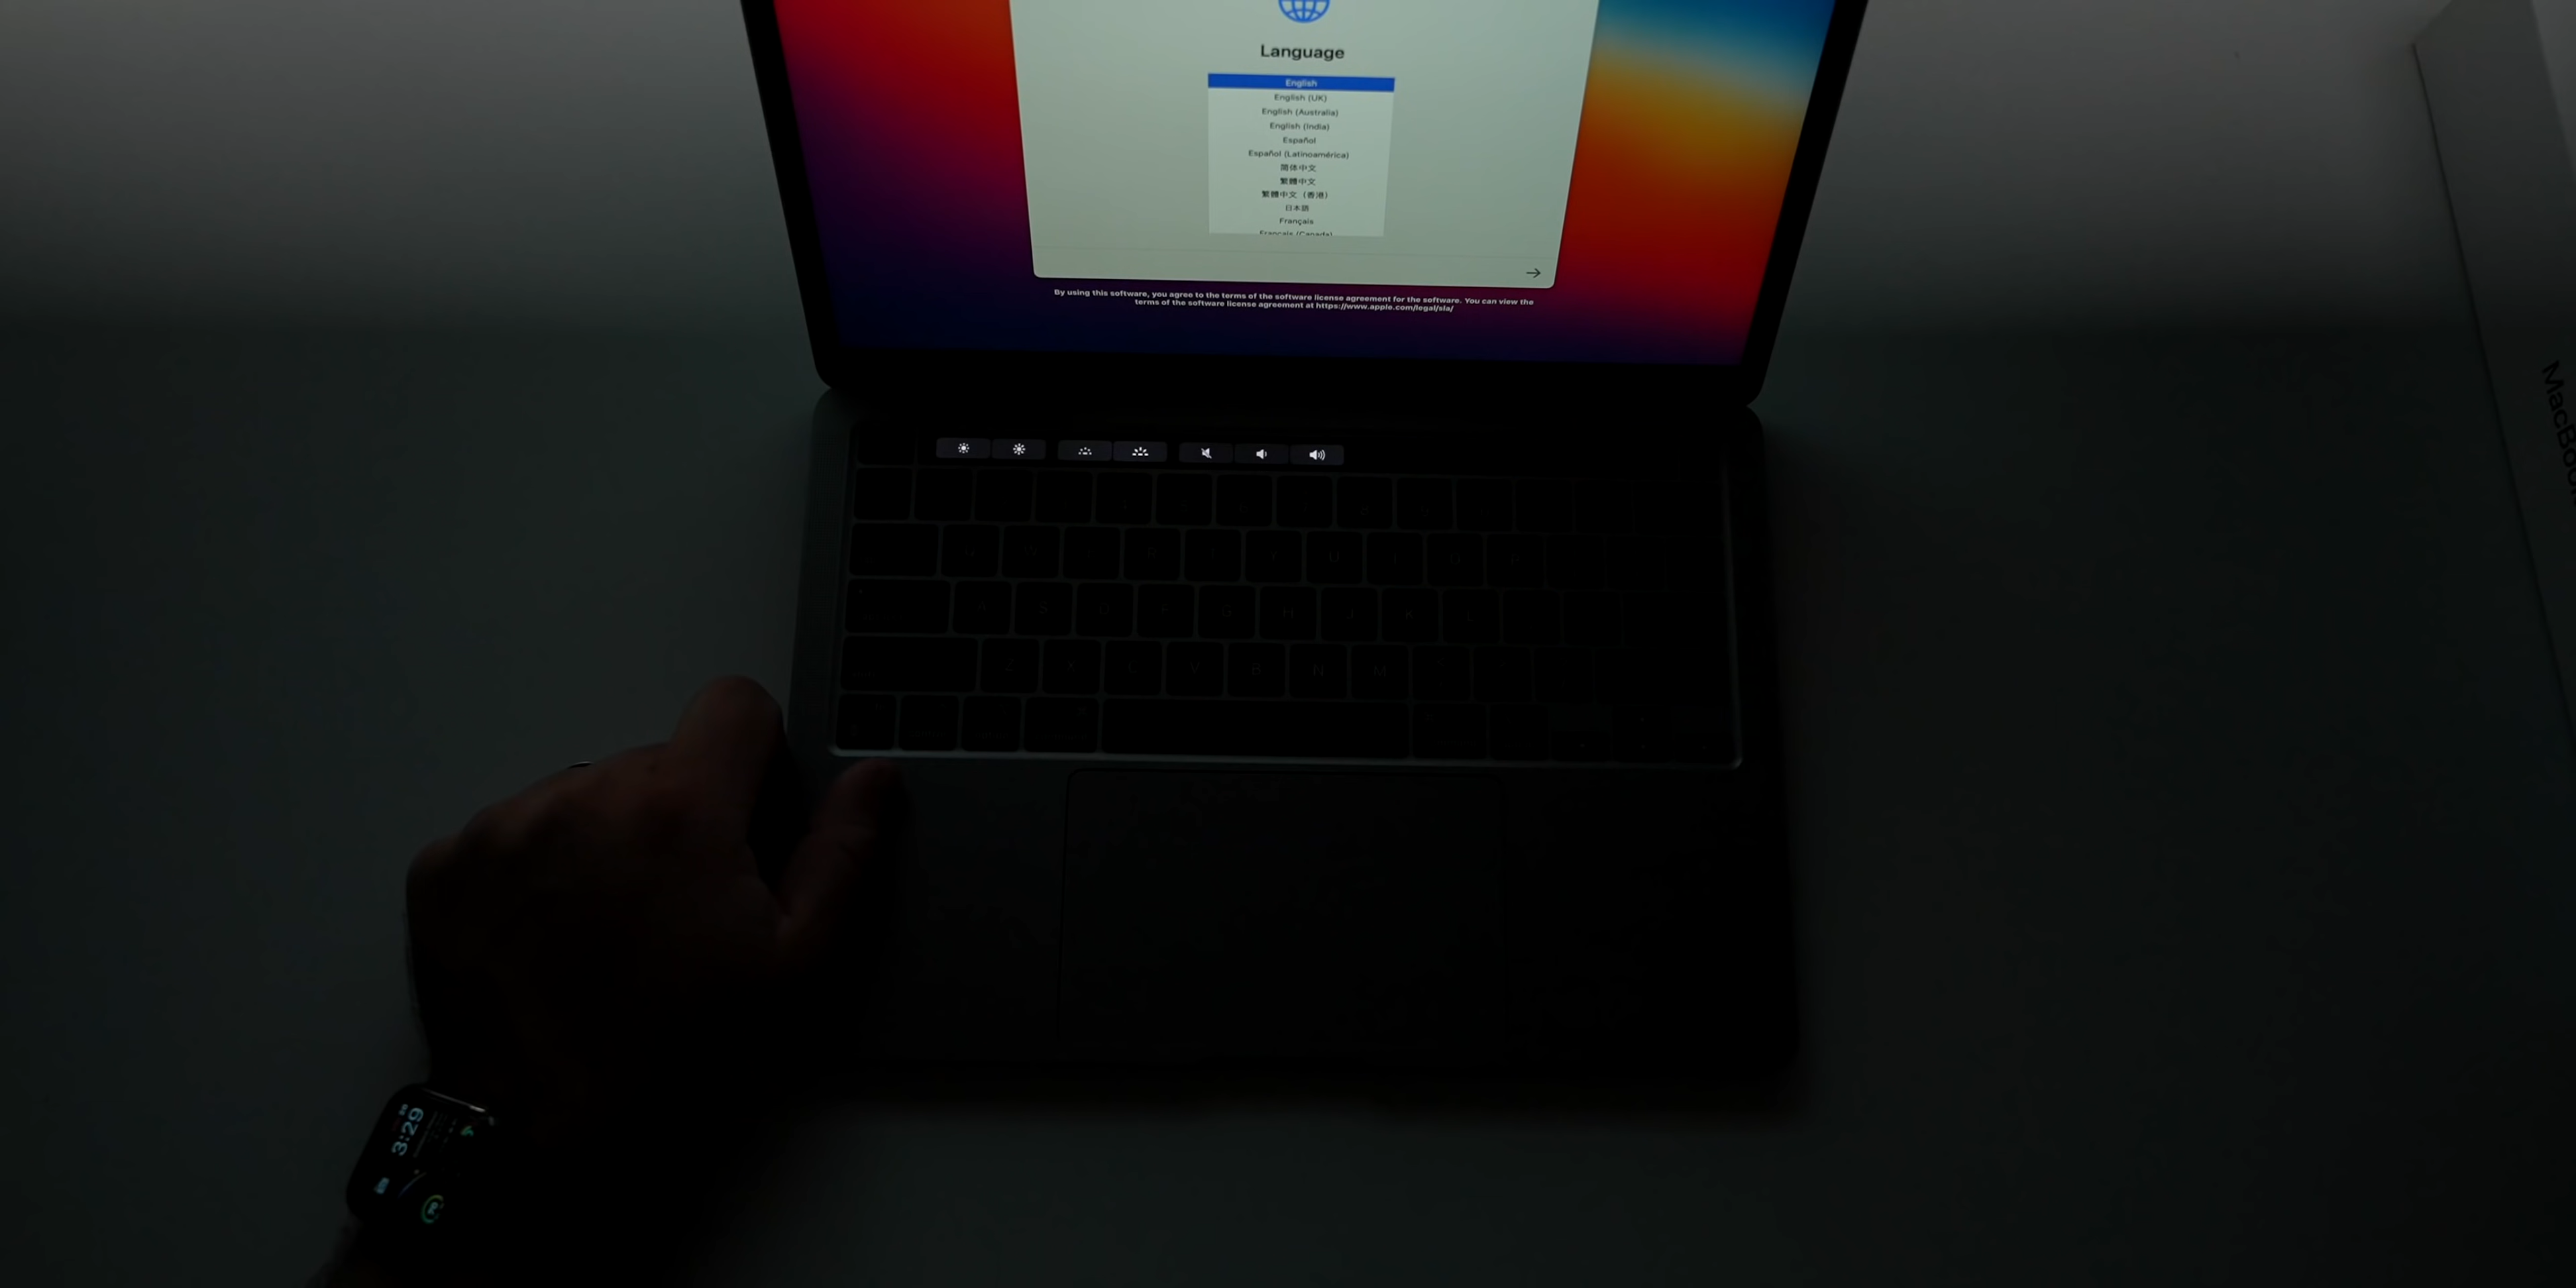 Language
English
English (UK)
English (Australia)
English (India)
Español
Español (Latinoamérica)
简体中文
繁體中文
繁體中文（香港）
日本語
Français
Français (Canada)
By using this software, you agree to the terms of the software license agreement for the software. You can view the
terms of the software license agreement at https://www.apple.com/legal/sla/
MacBook
T U I
A S D F G H J K L
Z X C V B N M
3:29